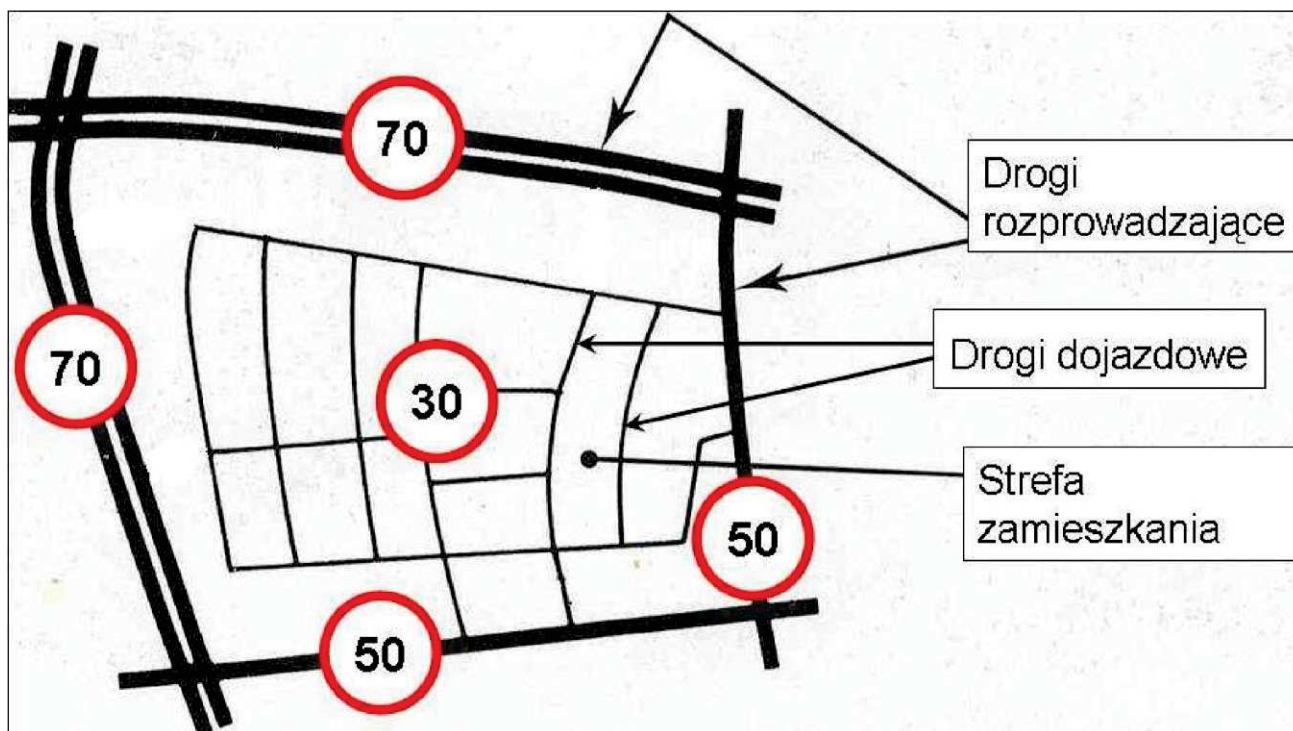 70
Drogi
rozprowadzające
70
Drogi dojazdowe
30
Strefa
zamieszkania
50
50